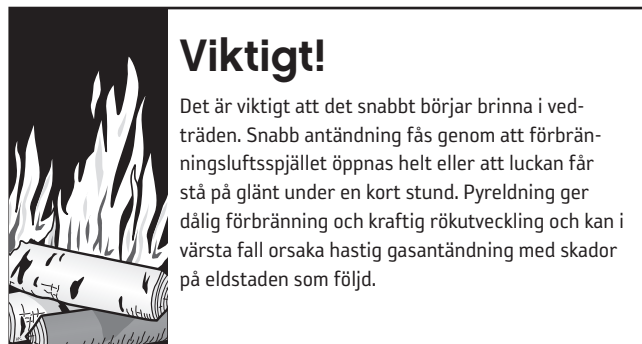 Viktigt!
Det är viktigt att det snabbt börjar brinna i ved-
träden. Snabb antändning fås genom att förbrän-
ningsluftsspjället öppnas helt eller att luckan får
stå på glänt under en kort stund. Pyreldning ger
dålig förbränning och kraftig rökutveckling och kan i
värsta fall orsaka hastig gasantändning med skador
på eldstaden som följd.